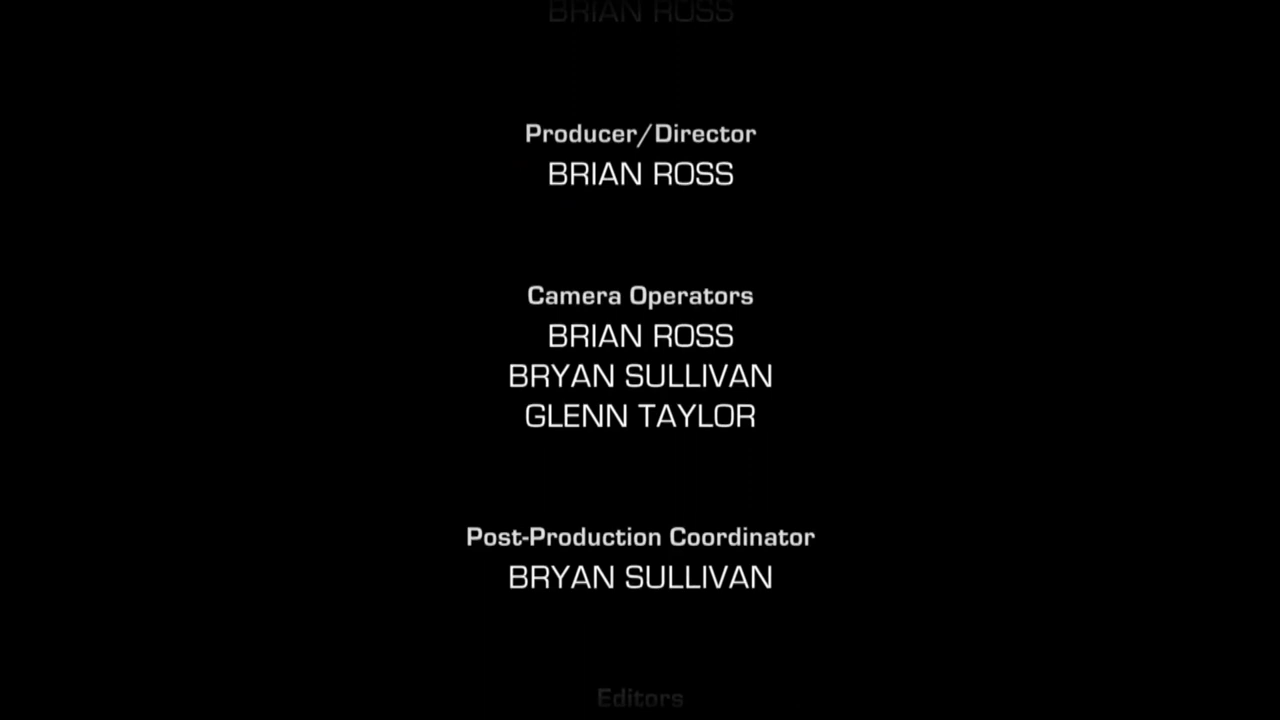 BRIAN ROSS
Producer/Director
BRIAN ROSS
Camera Operators
BRIAN ROSS
BRYAN SULLIVAN
GLENN TAYLOR
Post-Production Coordinator
BRYAN SULLIVAN
Editors